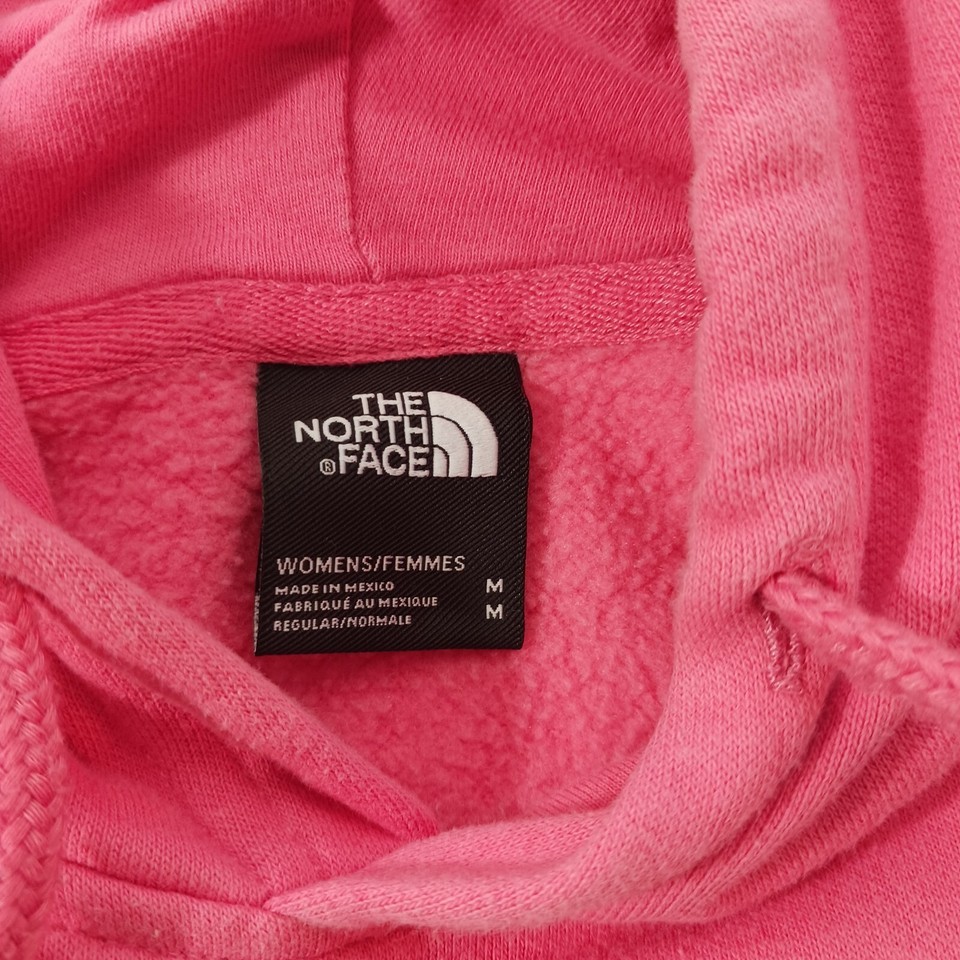 THE
NORTH
® FACE
WOMENS/FEMMES
MADE IN MEXICO M
FABRIQUÉ AU MEXIQUE M
REGULAR/NORMALE